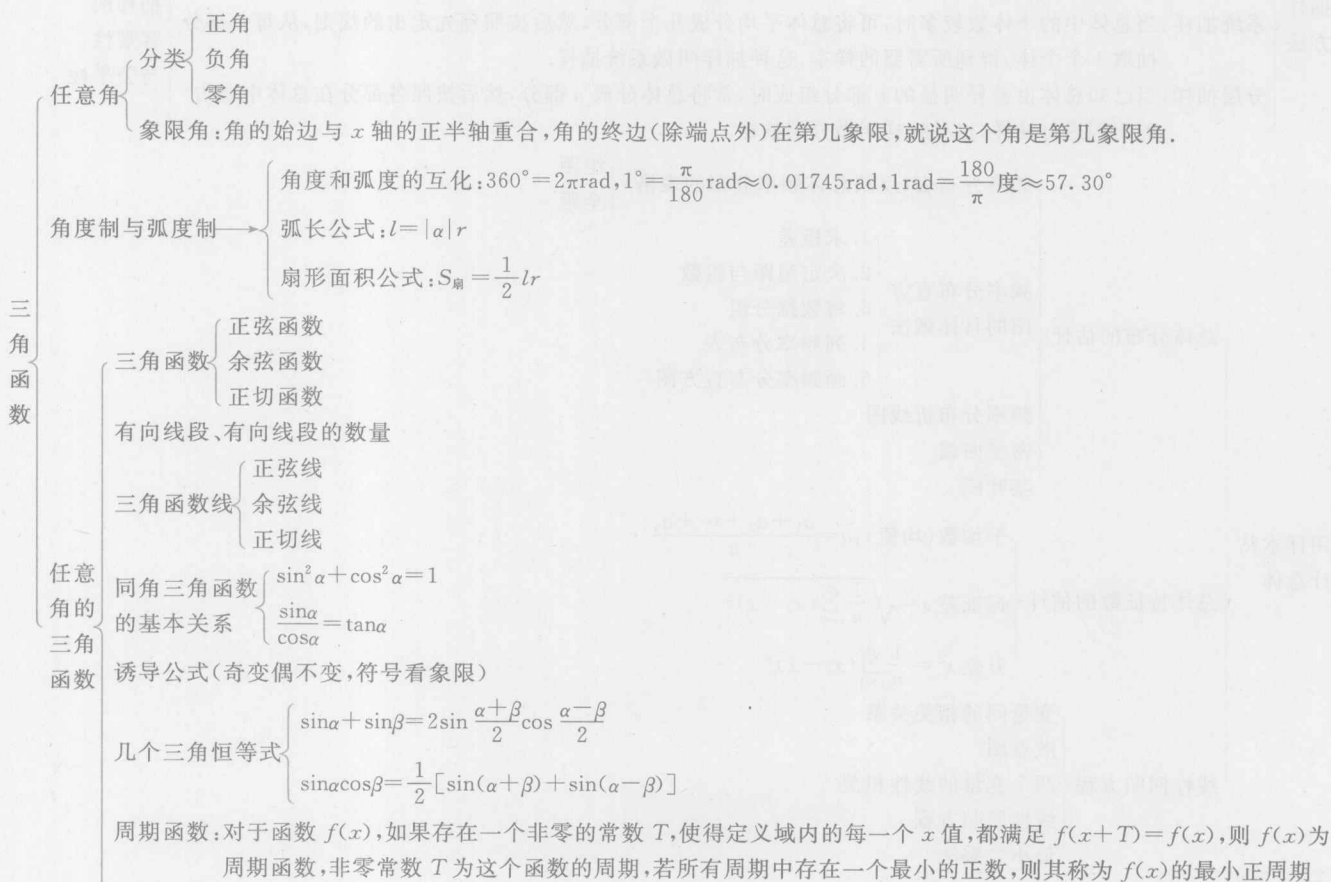 三角函数
任意角
分类
正角
负角
零角
象限角:角的始边与 x 轴的正半轴重合,角的终边(除端点外)在第几象限,就说这个角是第几象限角.
角度制与弧度制→
角度和弧度的互化:360°=2πrad,1°=π/180 rad≈0.01745rad,1rad=180/π度≈57.30°
弧长公式:l=|α|r
扇形面积公式:S扇=1/2 lr
任意角的三角函数
三角函数
正弦函数
余弦函数
正切函数
有向线段、有向线段的数量
三角函数线
正弦线
余弦线
正切线
同角三角函数
的基本关系
sin²α+cos²α=1
sinα/cosα=tanα
诱导公式(奇变偶不变,符号看象限)
几个三角恒等式
sinα+sinβ=2sin (α+β)/2 cos (α−β)/2
sinαcosβ=1/2[sin(α+β)+sin(α−β)]
周期函数:对于函数 f(x),如果存在一个非零的常数 T,使得定义域内的每一个 x 值,都满足 f(x+T)=f(x),则 f(x)为
周期函数,非零常数 T 为这个函数的周期,若所有周期中存在一个最小的正数,则其称为 f(x)的最小正周期